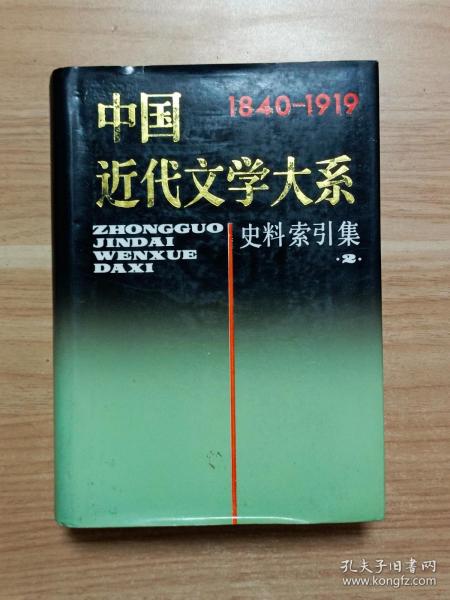 中国
1840-1919
近代文学大系
ZHONGGUO
JINDAI
WENXUE
DAXI
史料索引集
·2·
孔夫子旧书网
www.kongfz.com